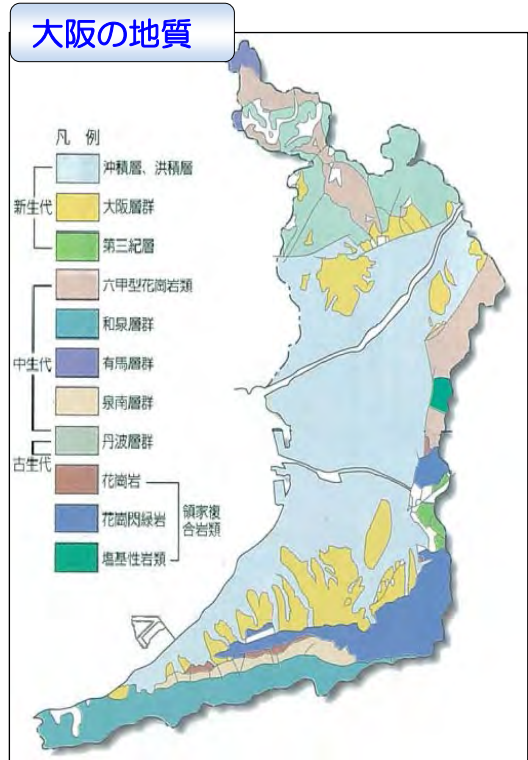 大阪の地質
凡 例
沖積層、洪積層
新生代
大阪層群
第三紀層
六甲型花崗岩類
和泉層群
中生代
有馬層群
泉南層群
丹波層群
古生代
花崗岩
領家複
合岩類
花崗閃緑岩
塩基性岩類